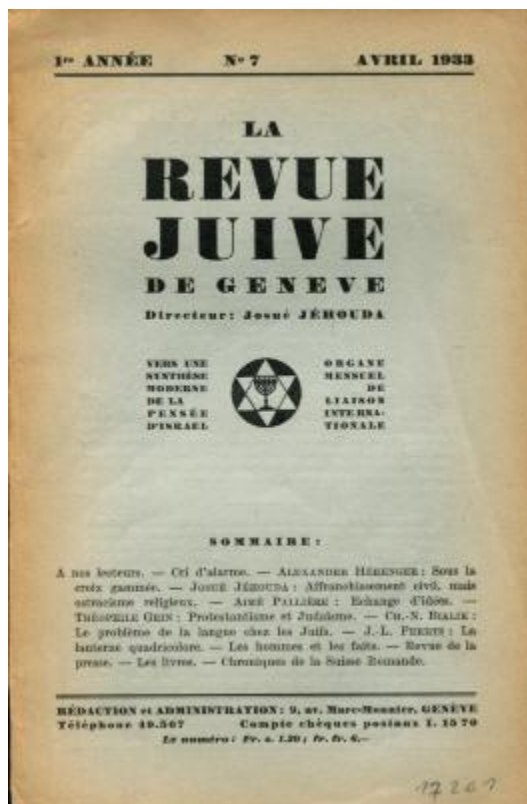 1re ANNÉE No 7 AVRIL 1933
LA
REVUE
JUIVE
DE GENEVE
Directeur: Josué JÉHOUDA
VERS UNE
SYNTHÈSE
MODERNE
DE LA
PENSÉE
D'ISRAEL
ORGANE
MENSUEL
DE
LIAISON
INTERNA-
TIONALE
SOMMAIRE:
A nos lecteurs. — Cri d'alarme. — ALEXANDER HÉRENGER: Sous la
croix gammée. — JOSUÉ JÉHOUDA: Affranchissement civil, mais
ostracisme religieux. — AIMÉ PALLIÈRE: Echange d'idées. —
THÉOPHILE GRIN: Protestantisme et Judaïsme. — CH.-N. BIALIK:
Le problème de la langue chez les Juifs. — J.-L. PERETS: La
lanterne quadricolore. — Les hommes et les faits. — Revue de la
presse. — Les livres. — Chroniques de la Suisse Romande.
RÉDACTION et ADMINISTRATION: 9, av. Marc-Monnier, GENÈVE
Téléphone 49.567 Compte chèques postaux I. 1570
Le numéro: Fr. s. 1.20; fr. fr. 6.—
17261